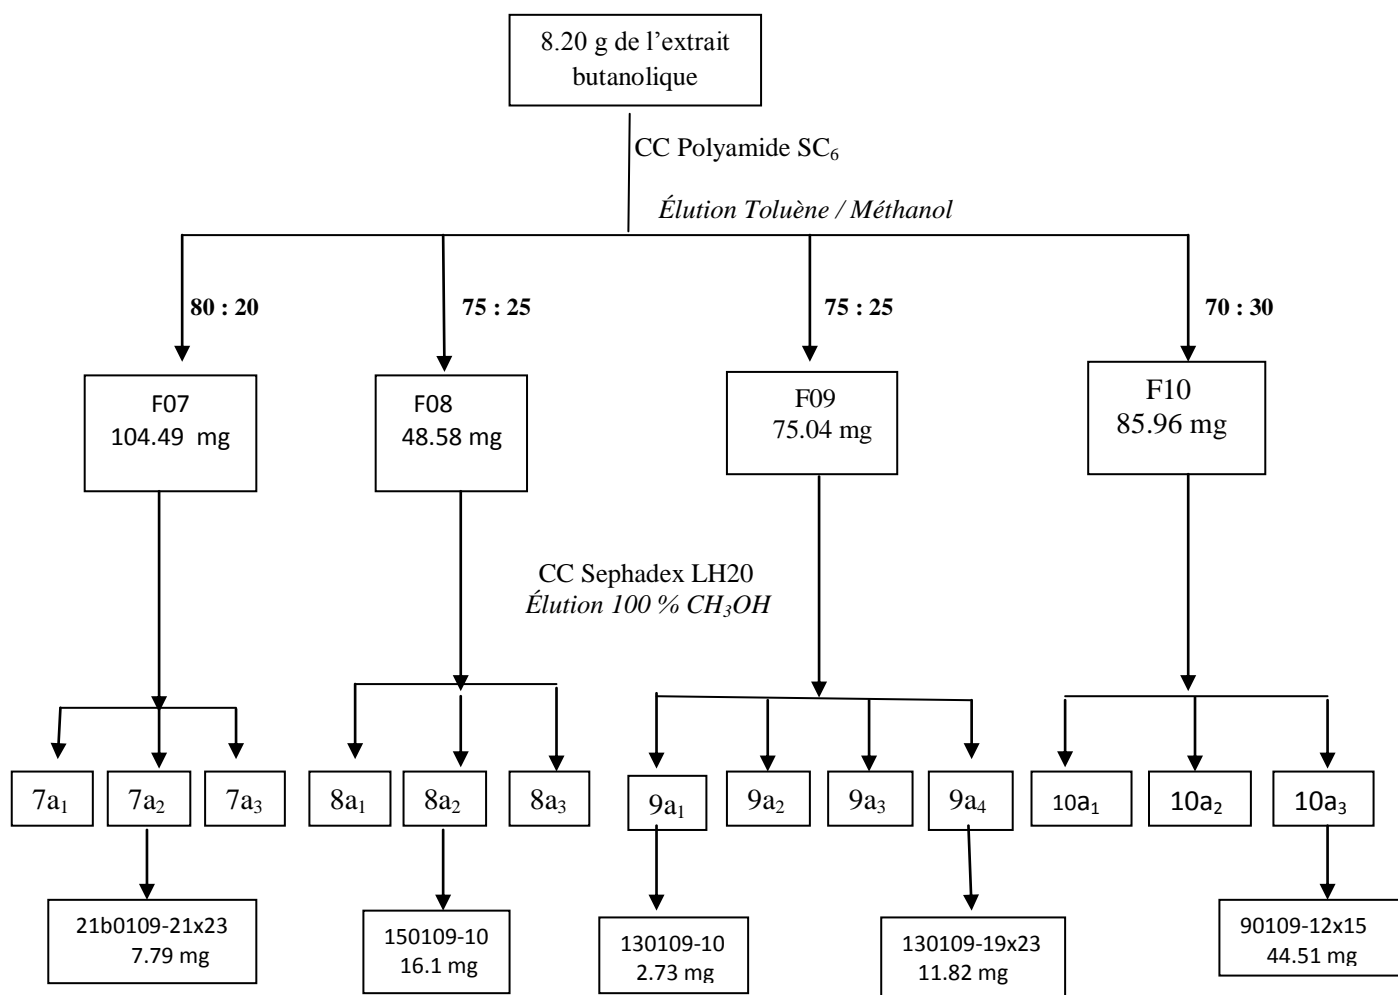 8.20 g de l’extrait
butanolique
CC Polyamide SC₆
Élution Toluène / Méthanol
80 : 20
75 : 25
75 : 25
70 : 30
F07
104.49 mg
F08
48.58 mg
F09
75.04 mg
F10
85.96 mg
CC Sephadex LH20
Élution 100 % CH₃OH
7a₁
7a₂
7a₃
8a₁
8a₂
8a₃
9a₁
9a₂
9a₃
9a₄
10a₁
10a₂
10a₃
21b0109-21x23
7.79 mg
150109-10
16.1 mg
130109-10
2.73 mg
130109-19x23
11.82 mg
90109-12x15
44.51 mg